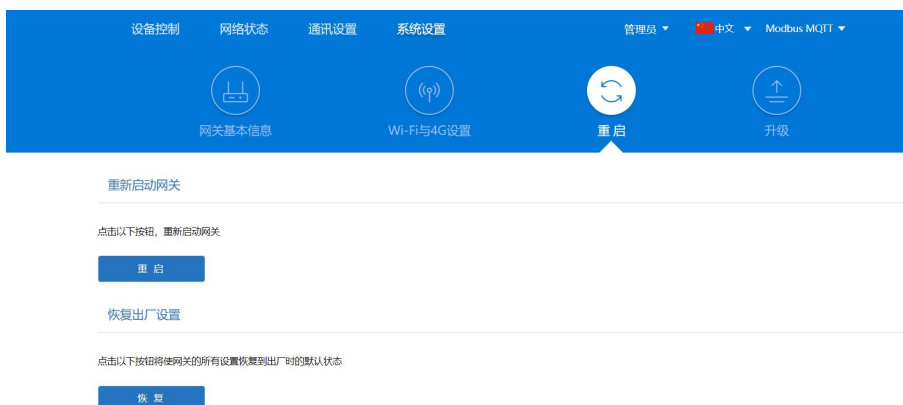 设备控制 网络状态 通讯设置 系统设置 管理员 中文 Modbus MQTT
网关基本信息 Wi-Fi与4G设置 重启 升级
重新启动网关
点击以下按钮，重新启动网关
重 启
恢复出厂设置
点击以下按钮将使网关的所有设置恢复到出厂时的默认状态
恢 复